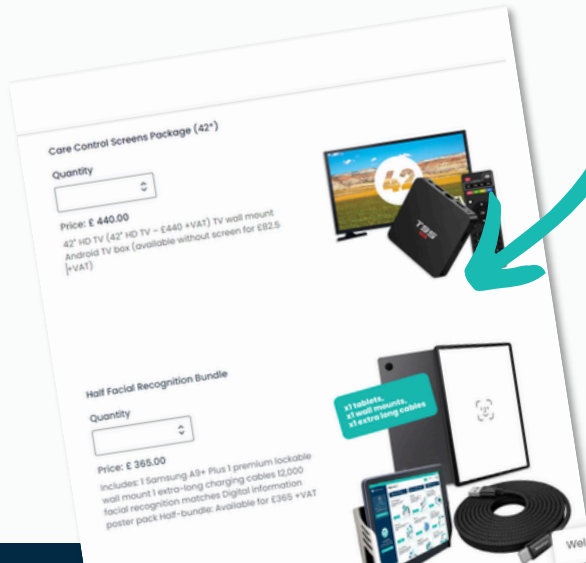 Care Control Screens Package (42")
Quantity
Price: £ 440.00
42" HD TV (42" HD TV – £440 +VAT) TV wall mount
Android TV box (available without screen for £82.5
+VAT)
42
T95
Half Facial Recognition Bundle
Quantity
Price: £ 365.00
Includes: 1 Samsung A9+ Plus 1 premium lockable
wall mount 1 extra-long charging cables 12,000
facial recognition matches Digital information
poster pack Half-bundle: Available for £365 +VAT
x1 tablets,
x1 wall mounts,
x1 extra long cables